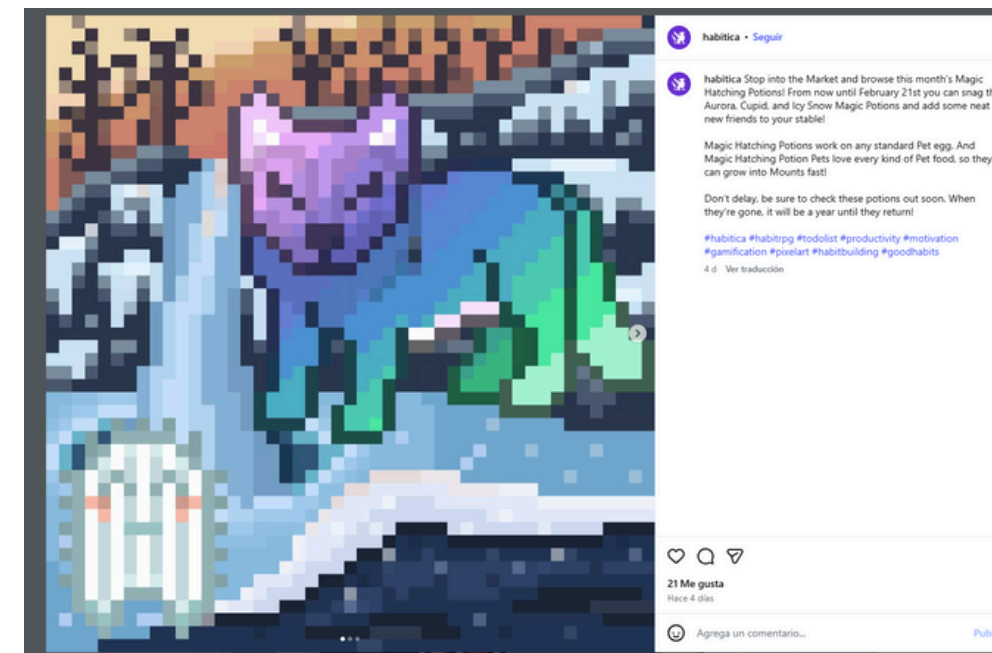 habitica • Seguir
habitica Stop into the Market and browse this month's Magic
Hatching Potions! From now until February 21st you can snag
Aurora, Cupid, and Icy Snow Magic Potions and add some neat
new friends to your stable!
Magic Hatching Potions work on any standard Pet egg. And
Magic Hatching Potion Pets love every kind of Pet food, so they
can grow into Mounts fast!
Don't delay, be sure to check these potions out soon. When
they're gone, it will be a year until they return!
#habitica #habitrpg #todolist #productivity #motivation
#gamification #pixelart #habitbuilding #goodhabits
4 d Ver traducción
21 Me gusta
Hace 4 días
Agrega un comentario...